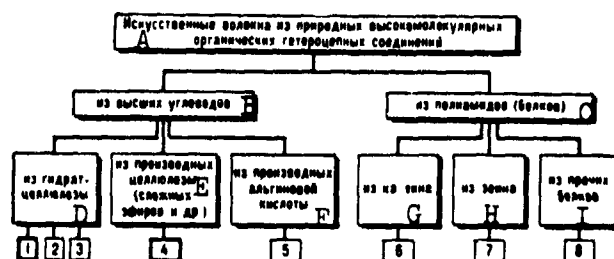 Искусственные волокна из природных высокомолекулярных
органических гетероцепных соединений
A
из высших углеводов B
из полиамидов (белков) C
из гидрат-
целлюлозы
D
из производных
целлюлозы E
(сложных
эфиров и др)
из производных
альгиновой
кислоты F
из ка еина
G
из зеина
H
из прочих
белков
I
1 2 3 4 5 6 7 8